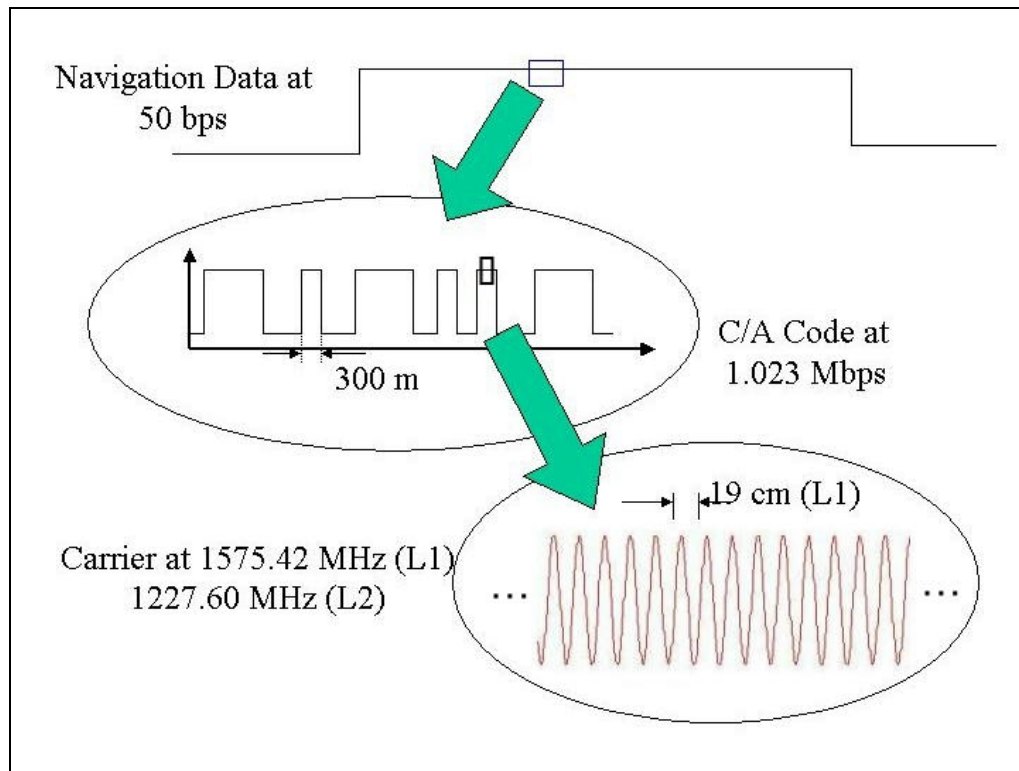 Navigation Data at
50 bps
C/A Code at
1.023 Mbps
300 m
19 cm (L1)
Carrier at 1575.42 MHz (L1)
1227.60 MHz (L2)
... ...